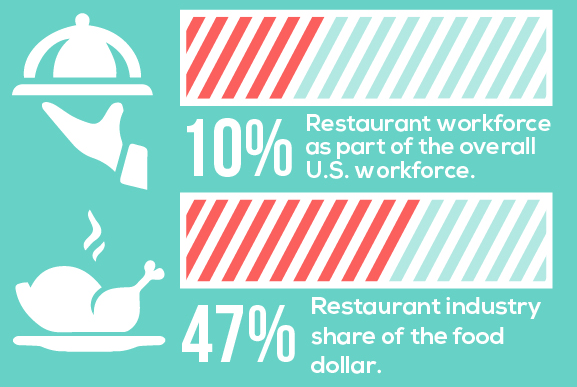 10%
Restaurant workforce
as part of the overall
U.S. workforce.
47%
Restaurant industry
share of the food
dollar.